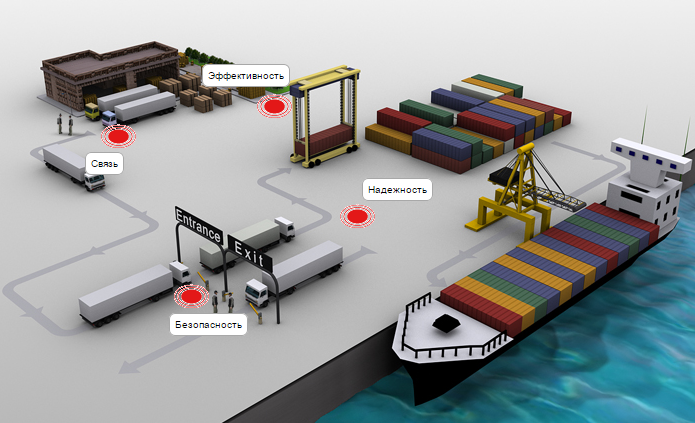 Эффективность
Связь
Надежность
Entrance
Exit
Безопасность